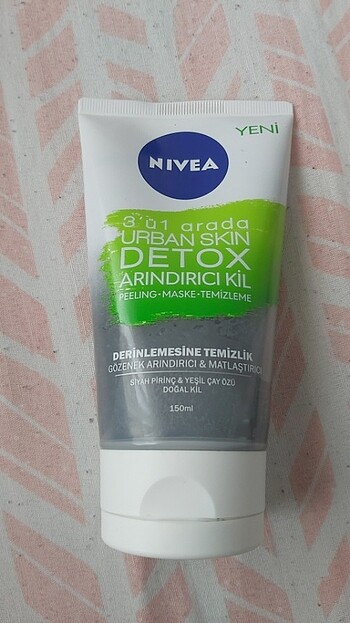 YENİ
NIVEA
3'ü1 arada
URBAN SKIN
DETOX
ARINDIRICI KİL
PEELING-MASKE-TEMİZLEME
DERİNLEMESİNE TEMİZLİK
GÖZENEK ARINDIRICI & MATLAŞTIRICI
SİYAH PİRİNÇ & YEŞİL ÇAY ÖZÜ
DOĞAL KİL
150ml